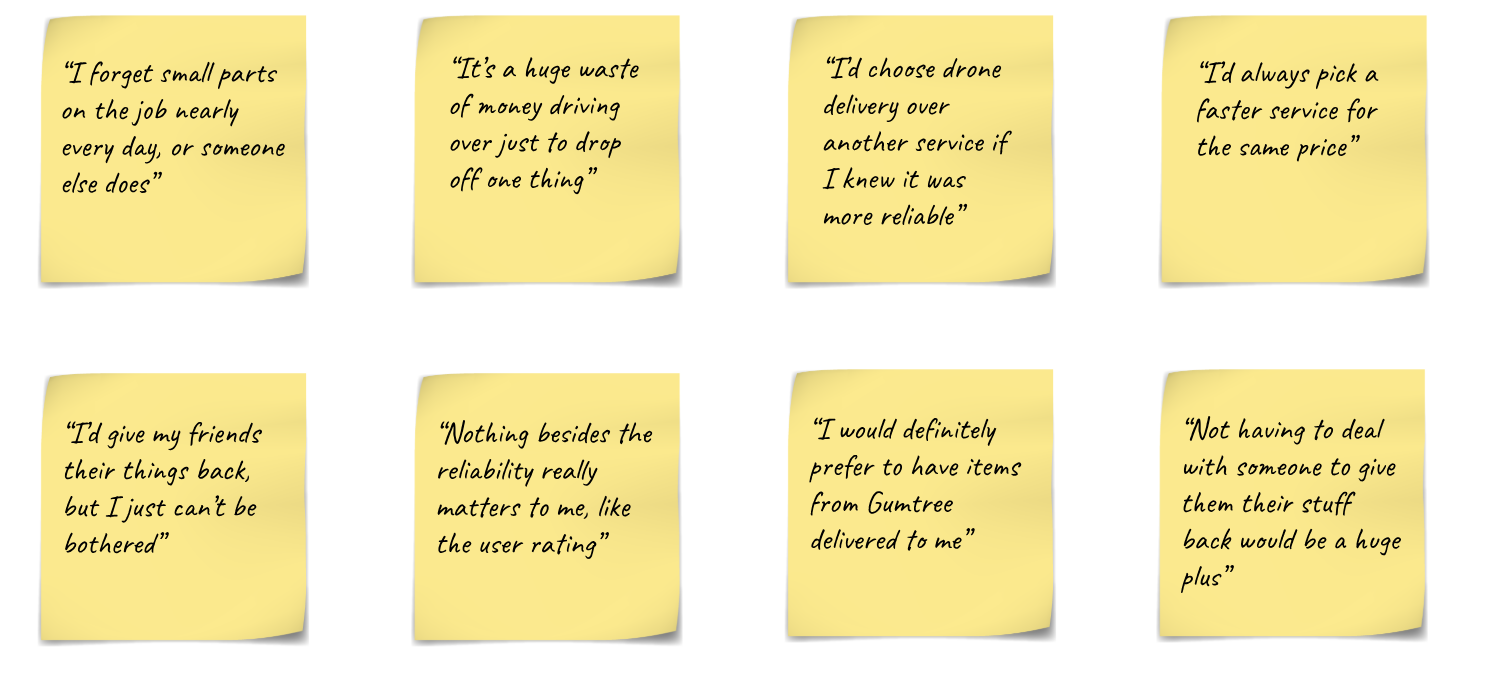 “I forget small parts
on the job nearly
every day, or someone
else does”
“It’s a huge waste
of money driving
over just to drop
off one thing”
“I’d choose drone
delivery over
another service if
I knew it was
more reliable”
“I’d always pick a
faster service for
the same price”
“I’d give my friends
their things back,
but I just can’t be
bothered”
“Nothing besides the
reliability really
matters to me, like
the user rating”
“I would definitely
prefer to have items
from Gumtree
delivered to me”
“Not having to deal
with someone to give
them their stuff
back would be a huge
plus”